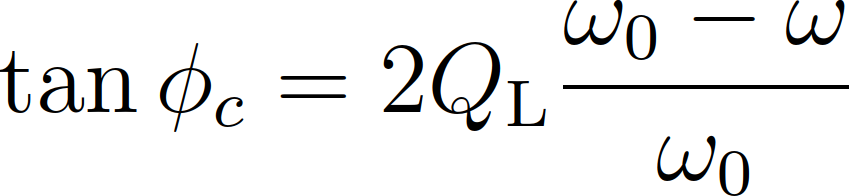 tan ϕ_c = 2Q_L (ω_0 − ω)/ω_0